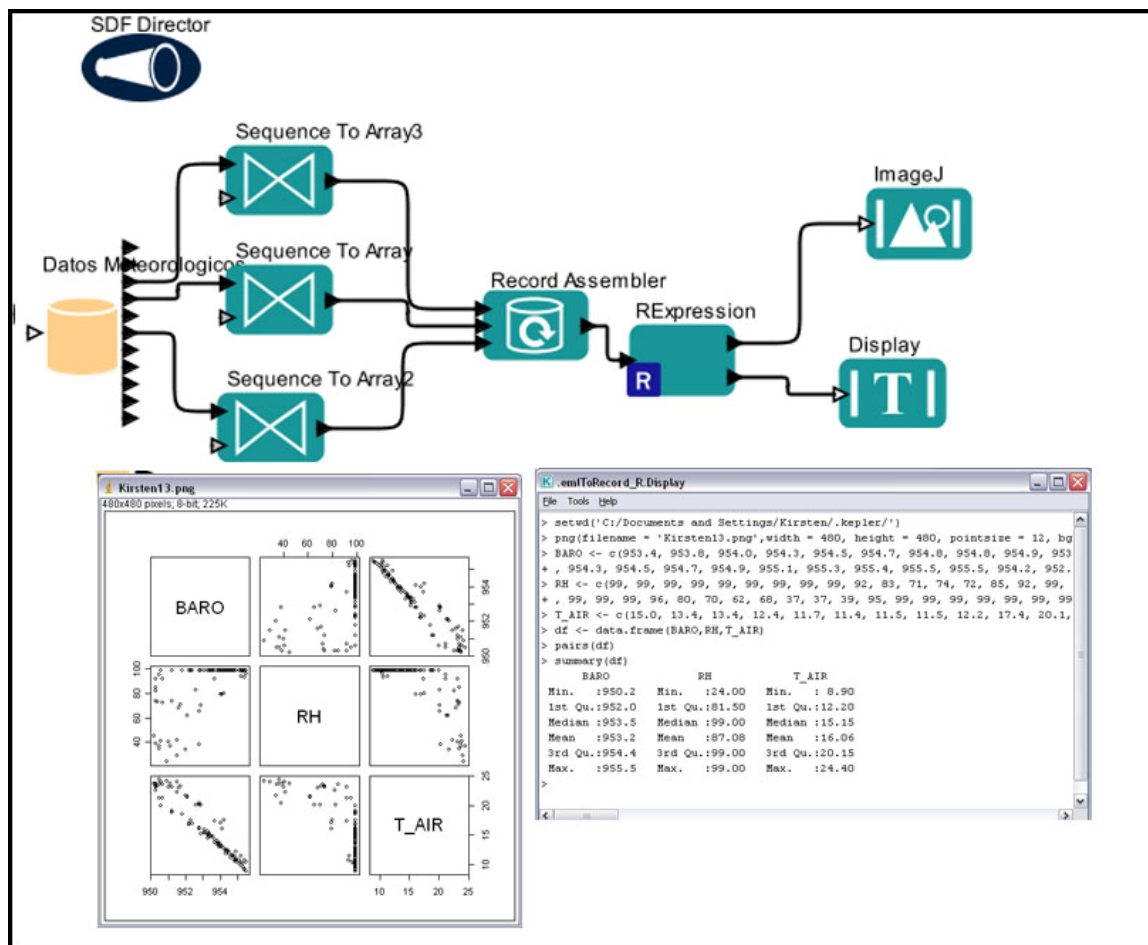 SDF Director
Sequence To Array3
ImageJ
Datos Meteorologicos
Sequence To Array
Record Assembler
RExpression
R
Display
T
Sequence To Array2
Kirsten13.png
480x480 pixels; 8-bit; 225K
40 60 80 100
BARO
950 952 954
40 60 80 100
RH
T_AIR
10 15 20 25
950 952 954
10 15 20 25
.emlToRecord_R.Display
File Tools Help
> setwd('C:/Documents and Settings/Kirsten/.kepler/')
> png(filename = 'Kirsten13.png',width = 480, height = 480, pointsize = 12, bg
> BARO <- c(953.4, 953.8, 954.0, 954.3, 954.5, 954.7, 954.8, 954.8, 954.9, 953
+ , 954.3, 954.5, 954.7, 954.9, 955.1, 955.3, 955.4, 955.5, 955.5, 954.2, 952.
> RH <- c(99, 99, 99, 99, 99, 99, 99, 99, 99, 92, 83, 71, 74, 72, 85, 92, 99,
+ , 99, 99, 99, 96, 80, 70, 62, 68, 37, 37, 39, 95, 99, 99, 99, 99, 99, 99, 99
> T_AIR <- c(15.0, 13.4, 13.4, 12.4, 11.7, 11.4, 11.5, 11.5, 12.2, 17.4, 20.1,
> df <- data.frame(BARO,RH,T_AIR)
> pairs(df)
> summary(df)
BARO RH T_AIR
Min. :950.2 Min. :24.00 Min. : 8.90
1st Qu.:952.0 1st Qu.:81.50 1st Qu.:12.20
Median :953.5 Median :99.00 Median :15.15
Mean :953.2 Mean :87.08 Mean :16.06
3rd Qu.:954.4 3rd Qu.:99.00 3rd Qu.:20.15
Max. :955.5 Max. :99.00 Max. :24.40
>